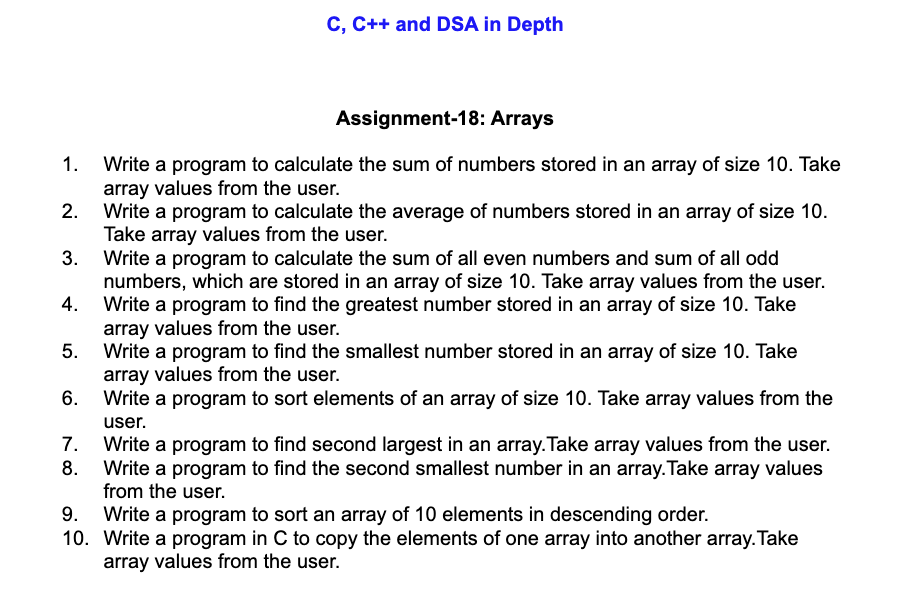 C, C++ and DSA in Depth
Assignment-18: Arrays
1. Write a program to calculate the sum of numbers stored in an array of size 10. Take
array values from the user.
2. Write a program to calculate the average of numbers stored in an array of size 10.
Take array values from the user.
3. Write a program to calculate the sum of all even numbers and sum of all odd
numbers, which are stored in an array of size 10. Take array values from the user.
4. Write a program to find the greatest number stored in an array of size 10. Take
array values from the user.
5. Write a program to find the smallest number stored in an array of size 10. Take
array values from the user.
6. Write a program to sort elements of an array of size 10. Take array values from the
user.
7. Write a program to find second largest in an array.Take array values from the user.
8. Write a program to find the second smallest number in an array.Take array values
from the user.
9. Write a program to sort an array of 10 elements in descending order.
10. Write a program in C to copy the elements of one array into another array.Take
array values from the user.